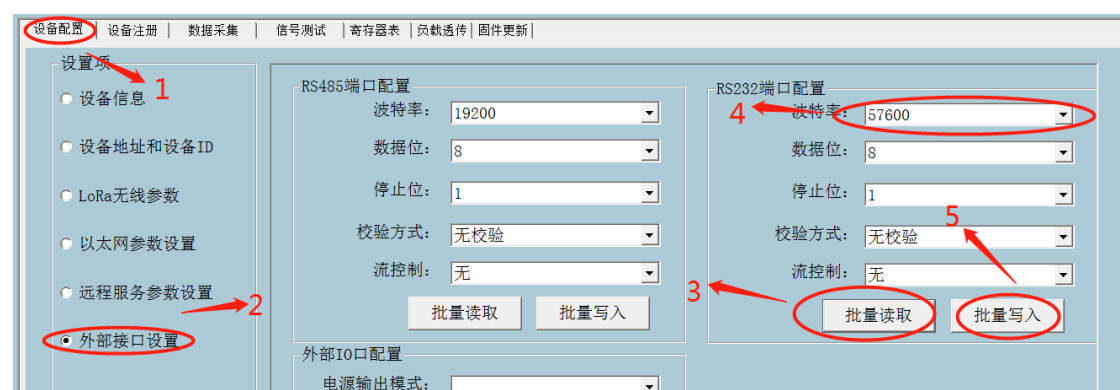 设备配置 | 设备注册 | 数据采集 | 信号测试 | 寄存器表 | 负载透传 | 固件更新 |
设置项
1
设备信息
设备地址和设备ID
LoRa无线参数
以太网参数设置
远程服务参数设置
2
外部接口设置
RS485端口配置
波特率: 19200
数据位: 8
停止位: 1
校验方式: 无校验
流控制: 无
批量读取 批量写入
外部IO口配置
电源输出模式:
RS232端口配置
4
波特率: 57600
数据位: 8
停止位: 1
5
校验方式: 无校验
流控制: 无
3
批量读取 批量写入